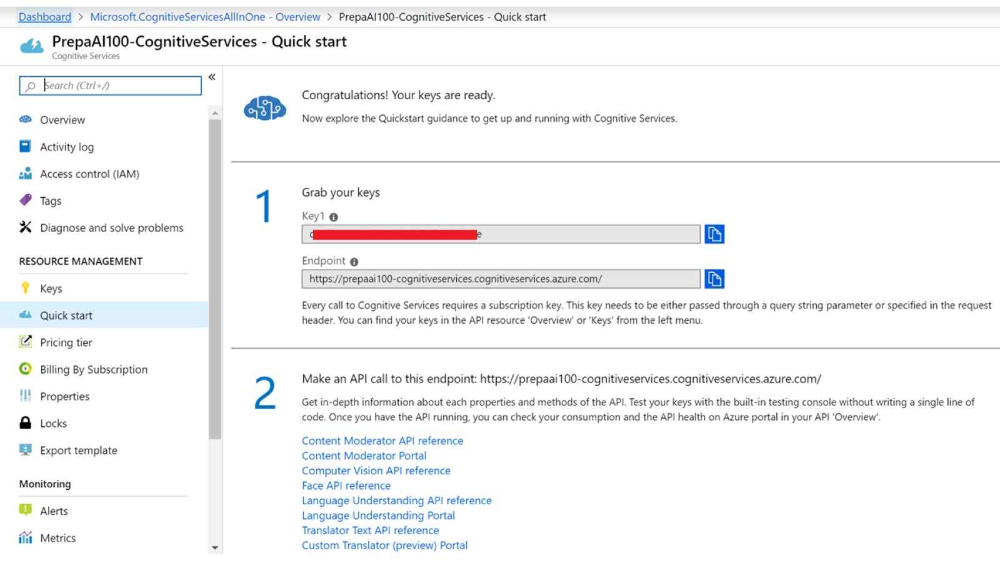 Dashboard > Microsoft.CognitiveServicesAllInOne - Overview > PrepaAI100-CognitiveServices - Quick start
PrepaAI100-CognitiveServices - Quick start
Cognitive Services
Search (Ctrl+/)
«
Overview
Activity log
Access control (IAM)
Tags
Diagnose and solve problems
RESOURCE MANAGEMENT
Keys
Quick start
Pricing tier
Billing By Subscription
Properties
Locks
Export template
Monitoring
Alerts
Metrics
Congratulations! Your keys are ready.
Now explore the Quickstart guidance to get up and running with Cognitive Services.
1
Grab your keys
Key1
e
Endpoint
https://prepaai100-cognitiveservices.cognitiveservices.azure.com/
Every call to Cognitive Services requires a subscription key. This key needs to be either passed through a query string parameter or specified in the request
header. You can find your keys in the API resource 'Overview' or 'Keys' from the left menu.
2
Make an API call to this endpoint: https://prepaai100-cognitiveservices.cognitiveservices.azure.com/
Get in-depth information about each properties and methods of the API. Test your keys with the built-in testing console without writing a single line of
code. Once you have the API running, you can check your consumption and the API health on Azure portal in your API 'Overview'.
Content Moderator API reference
Content Moderator Portal
Computer Vision API reference
Face API reference
Language Understanding API reference
Language Understanding Portal
Translator Text API reference
Custom Translator (preview) Portal